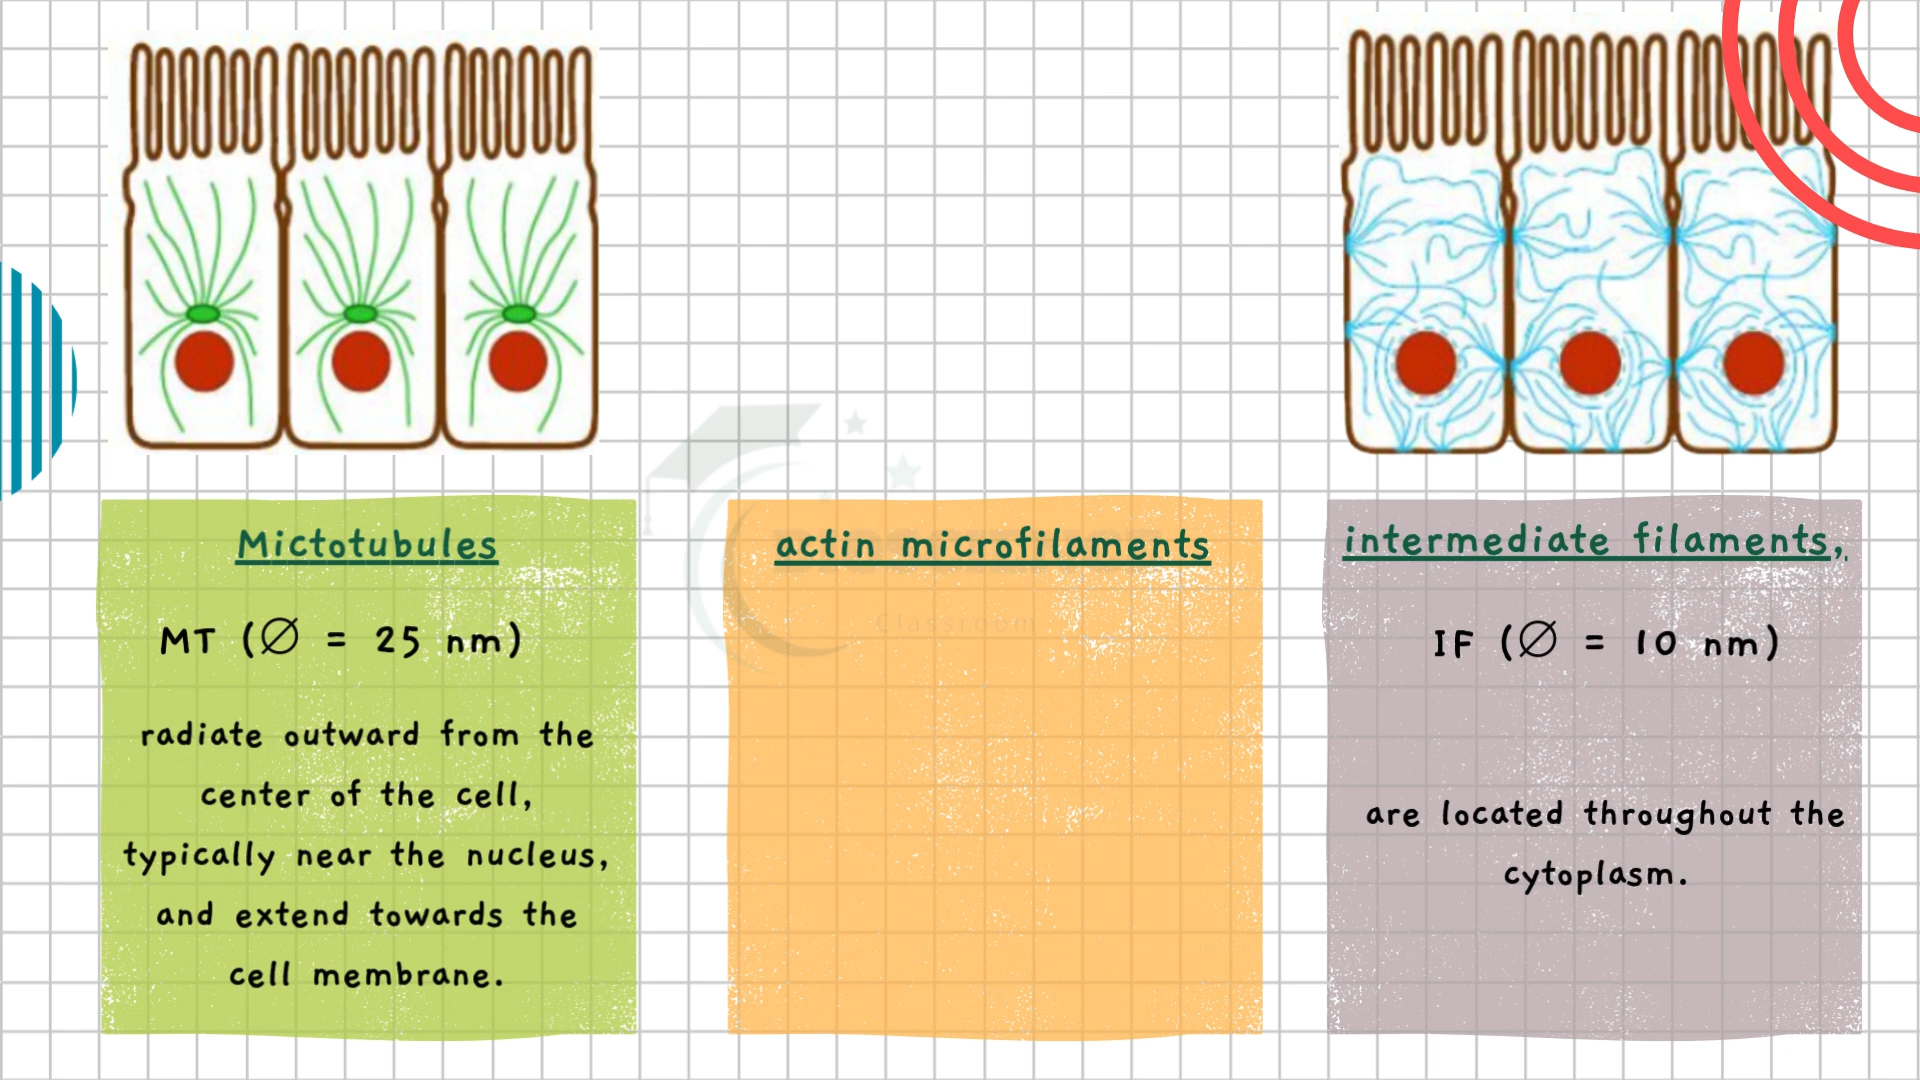 Mictotubules
MT (∅ = 25 nm)
radiate outward from the
center of the cell,
typically near the nucleus,
and extend towards the
cell membrane.
actin microfilaments
Classroom
intermediate filaments,.
IF (∅ = 10 nm)
are located throughout the
cytoplasm.